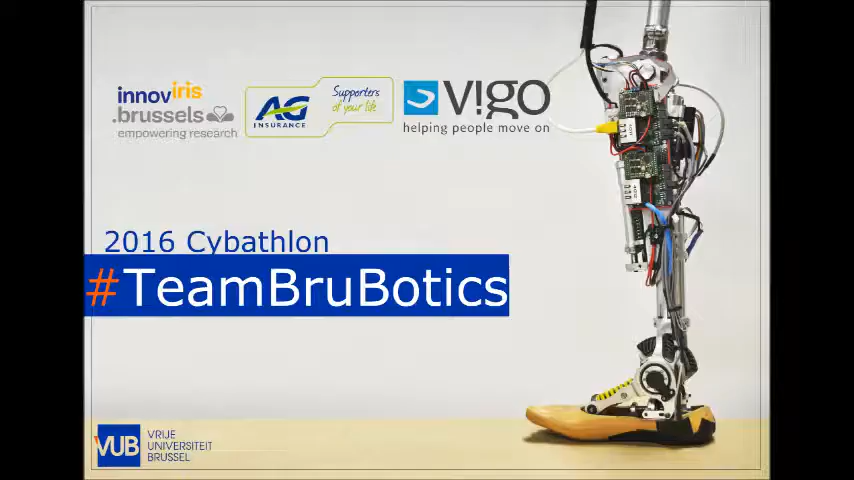 innoviris
.brussels
empowering research
AG
INSURANCE
Supporters
of your life
V!GO
helping people move on
2016 Cybathlon
#TeamBruBotics
VUB
VRIJE
UNIVERSITEIT
BRUSSEL